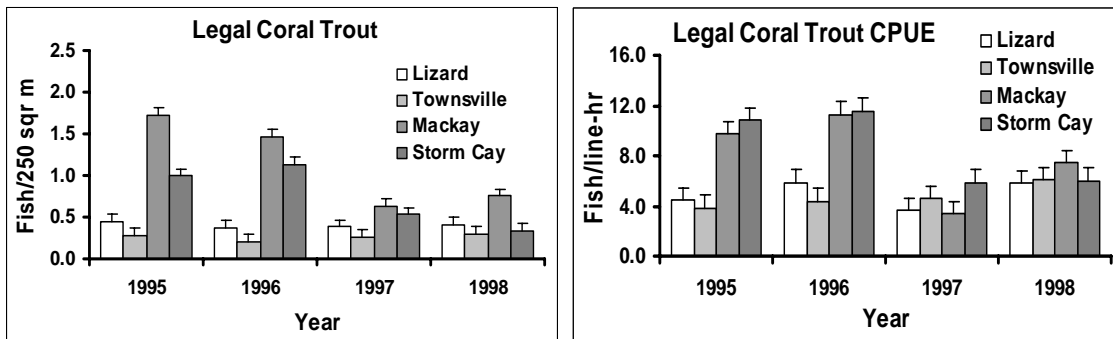 Legal Coral Trout
2.5
2.0
1.5
1.0
0.5
0.0
Fish/250 sqr m
Lizard
Townsville
Mackay
Storm Cay
1995 1996 1997 1998
Year
Legal Coral Trout CPUE
16.0
12.0
8.0
4.0
0.0
Fish/line-hr
Lizard
Townsville
Mackay
Storm Cay
1995 1996 1997 1998
Year